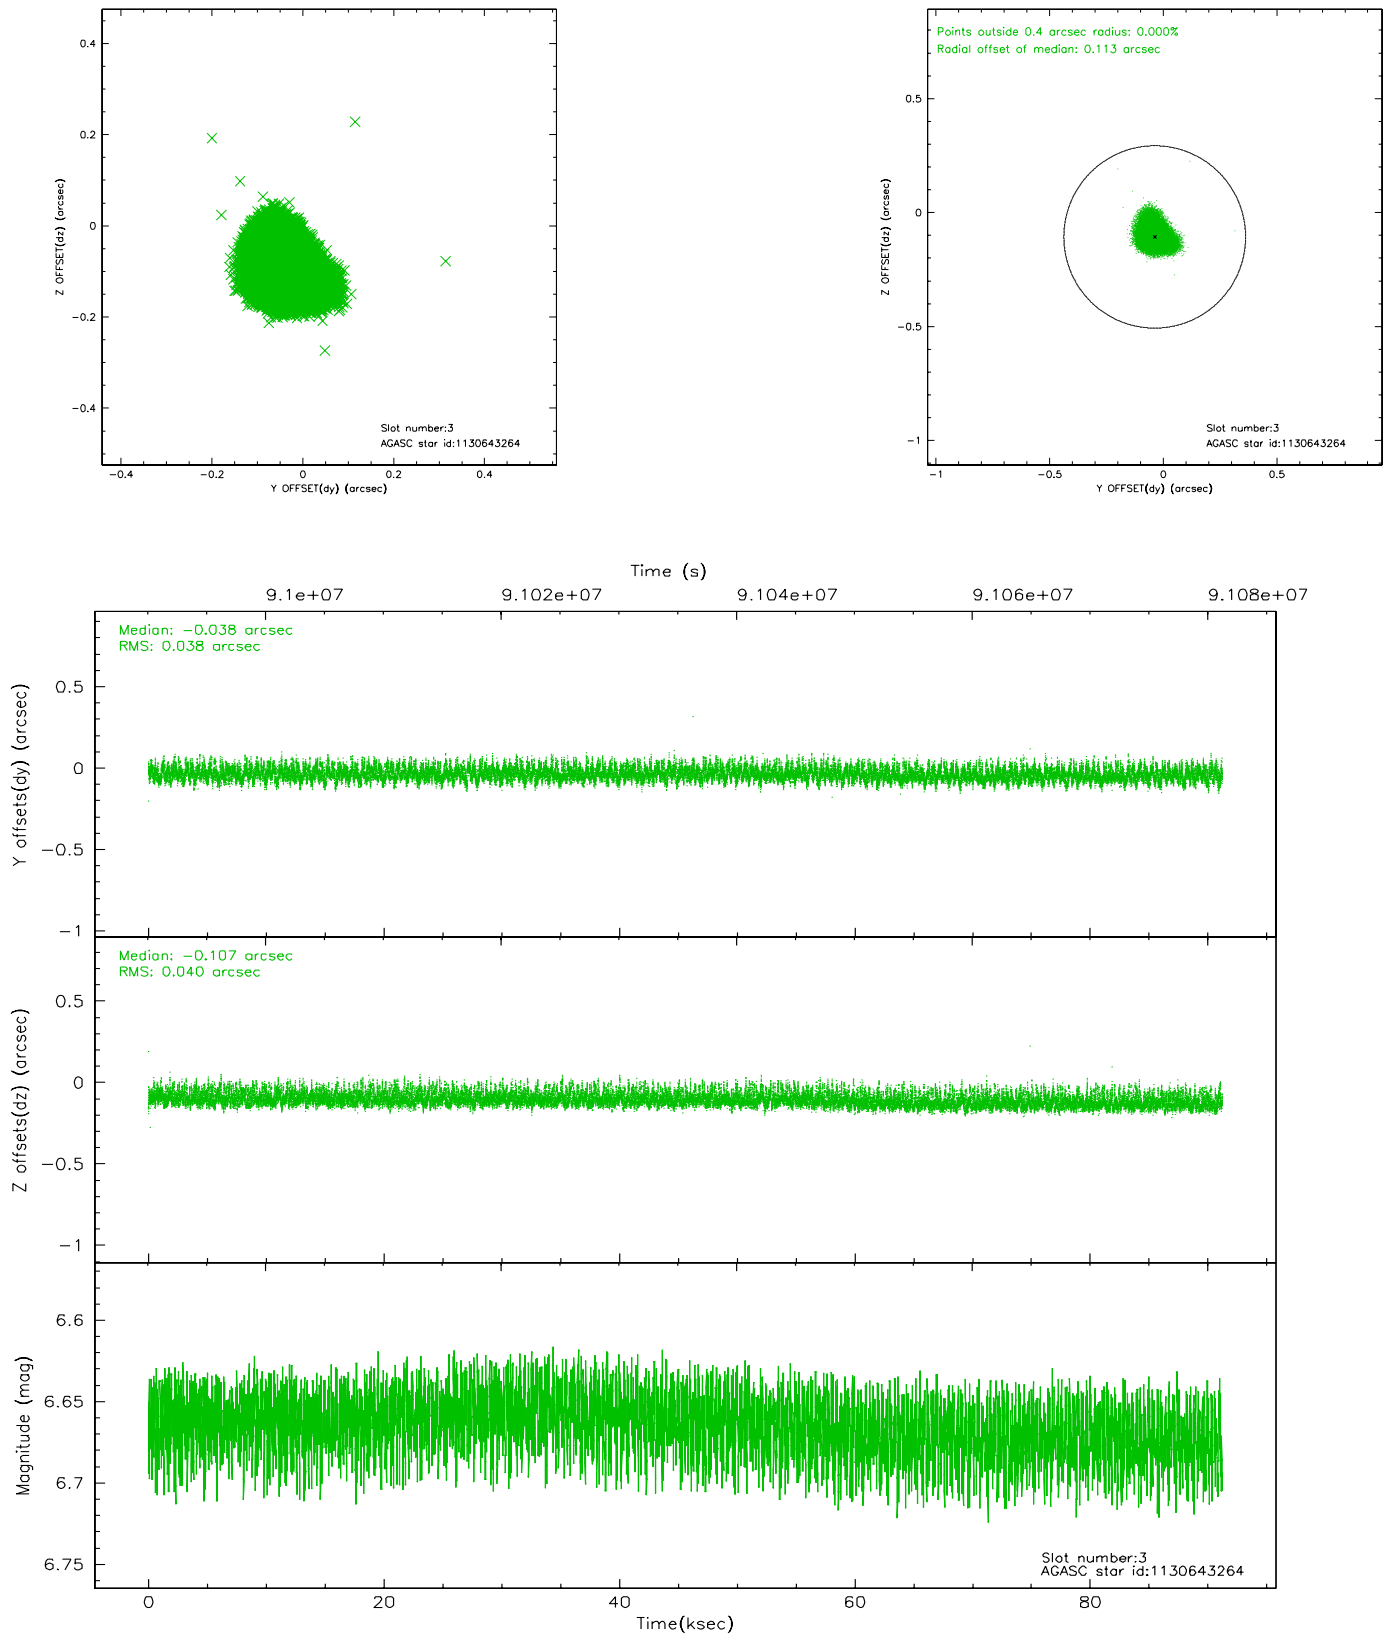 0.4
0.2
0
−0.2
−0.4
Z OFFSET(dz) (arcsec)
Slot number:3
AGASC star id:1130643264
−0.4 −0.2 0 0.2 0.4
Y OFFSET(dy) (arcsec)
Points outside 0.4 arcsec radius: 0.000%
Radial offset of median: 0.113 arcsec
0.5
0
−0.5
−1
Z OFFSET(dz) (arcsec)
Slot number:3
AGASC star id:1130643264
−1 −0.5 0 0.5
Y OFFSET(dy) (arcsec)
Time (s)
9.1e+07 9.102e+07 9.104e+07 9.106e+07 9.108e+07
Median: −0.038 arcsec
RMS: 0.038 arcsec
0.5
0
−0.5
−1
Y offsets(dy) (arcsec)
Median: −0.107 arcsec
RMS: 0.040 arcsec
0.5
0
−0.5
−1
Z offsets(dz) (arcsec)
6.6
6.65
6.7
6.75
Magnitude (mag)
Slot number:3
AGASC star id:1130643264
0 20 40 60 80
Time(ksec)